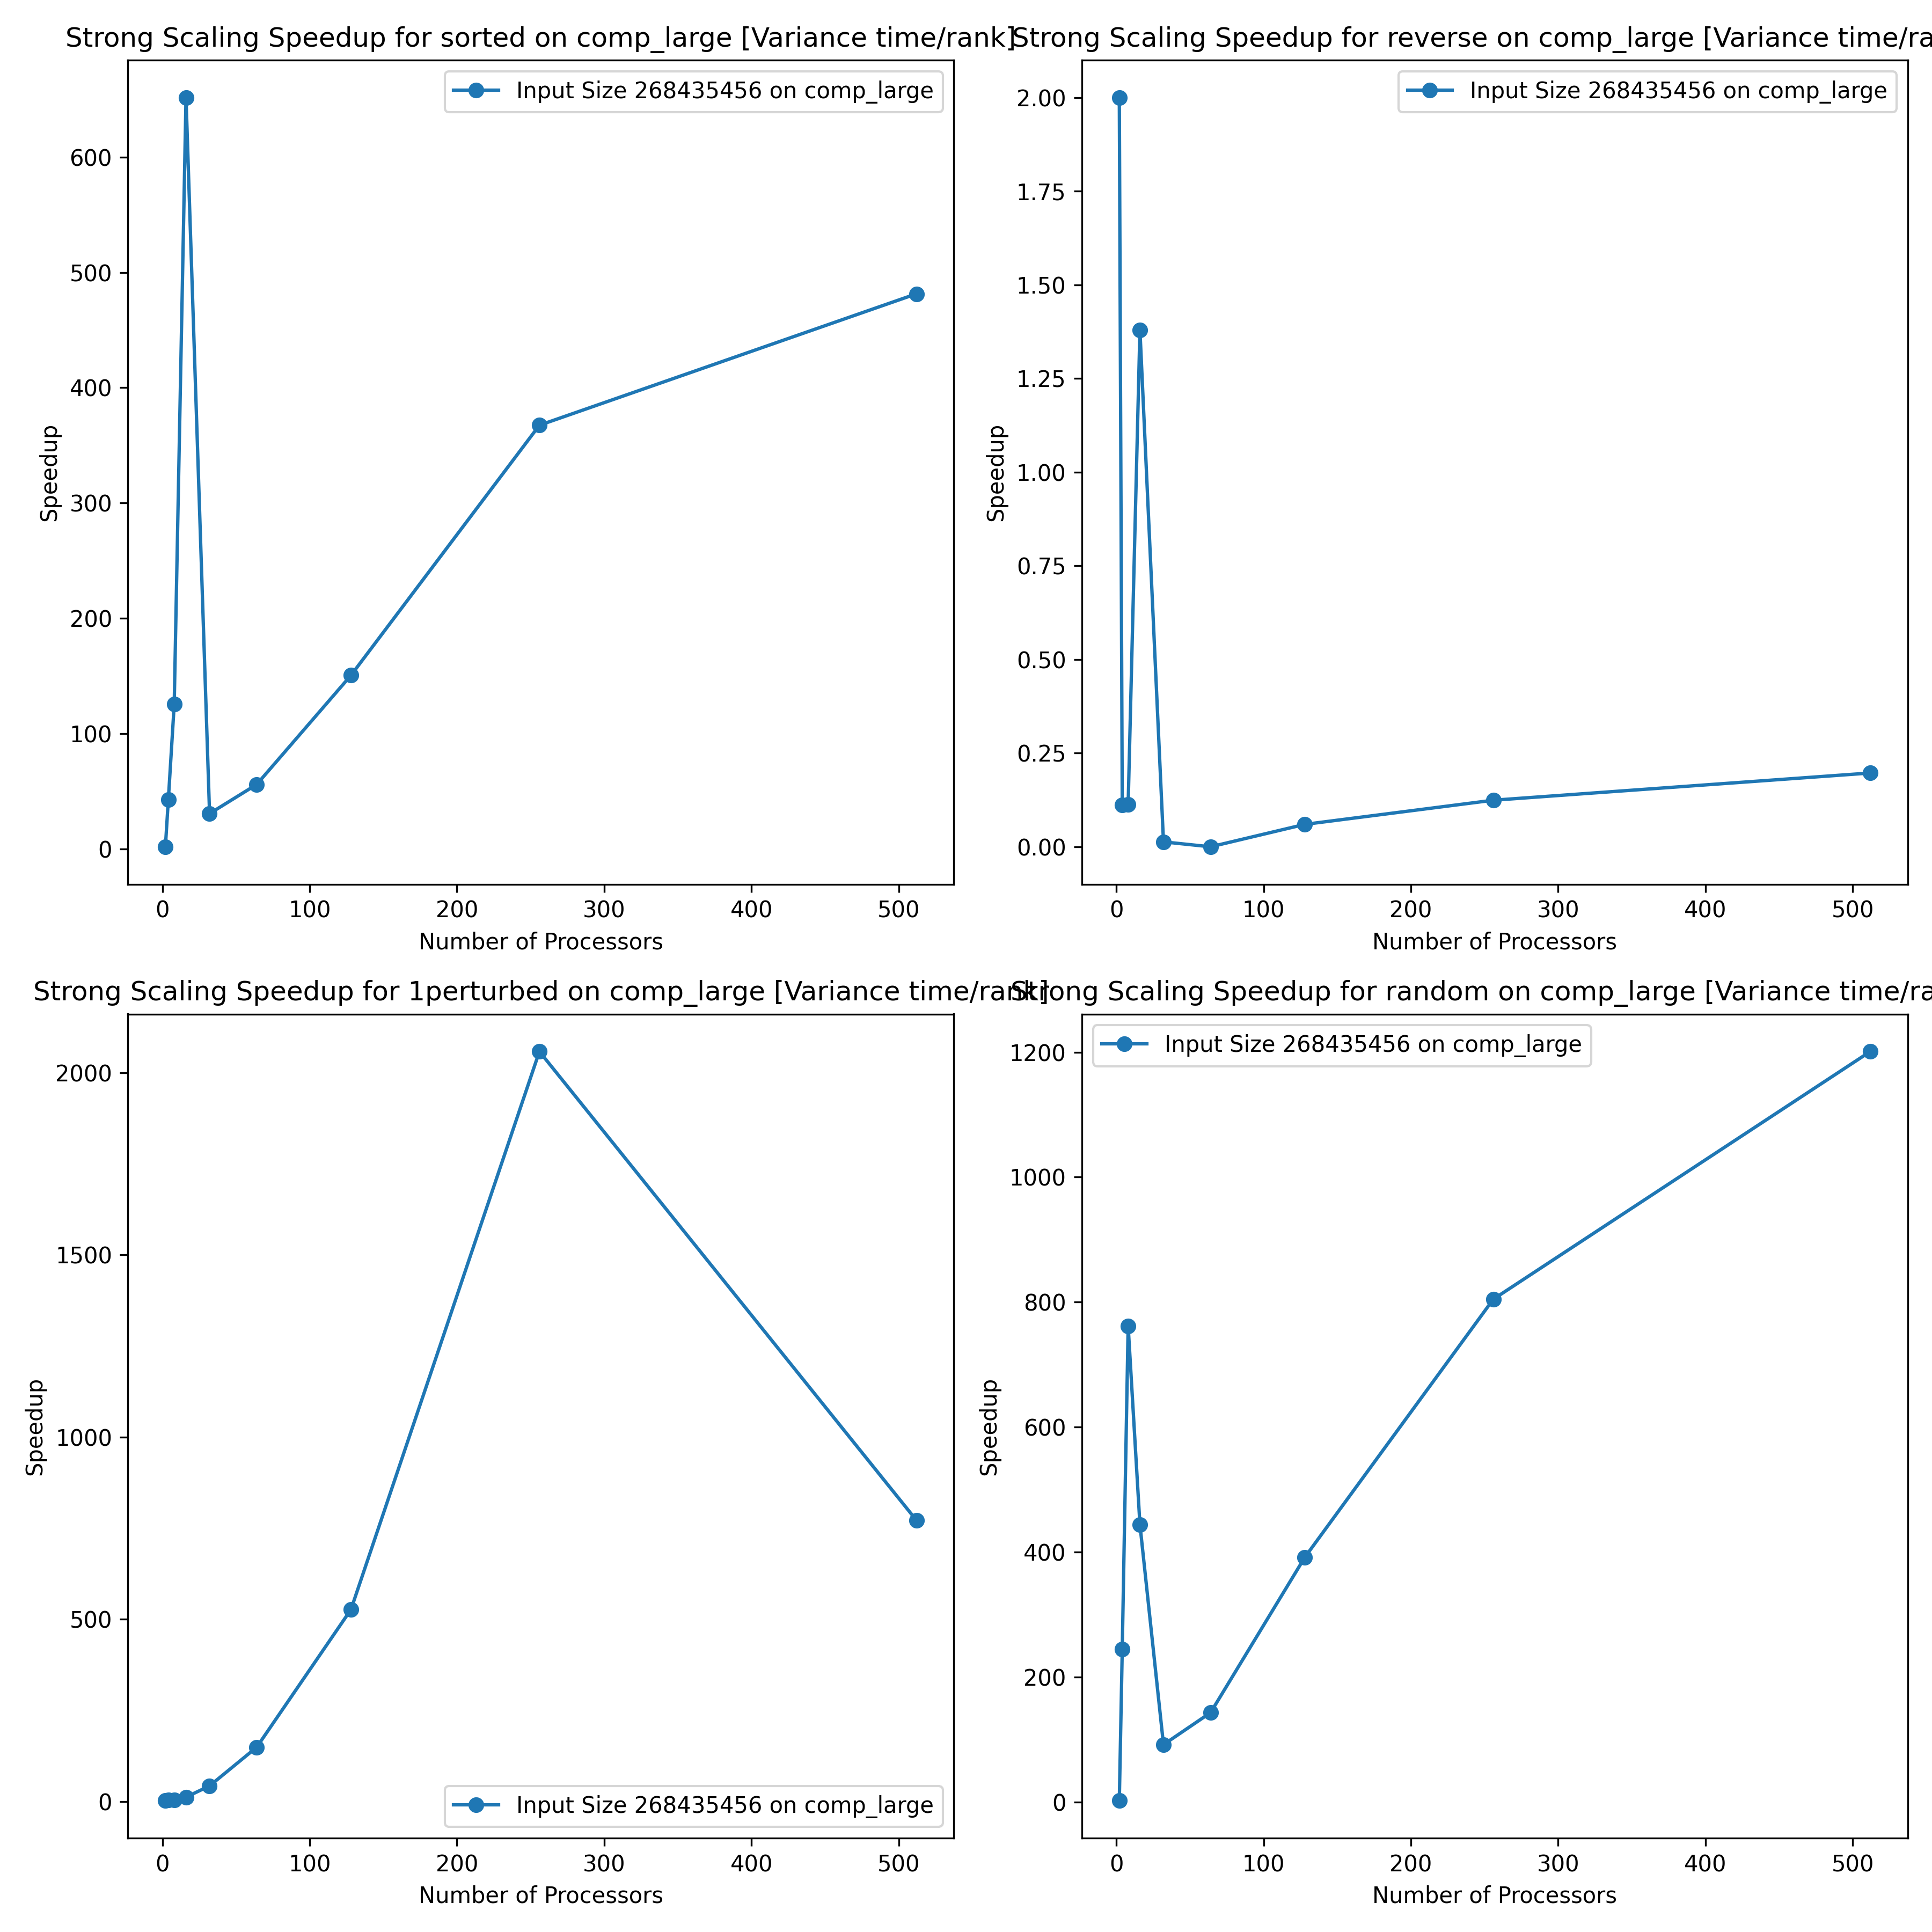 Strong Scaling Speedup for sorted on comp_large [Variance time/rank]
Input Size 268435456 on comp_large
600
500
400
300
200
100
0
Speedup
0 100 200 300 400 500
Number of Processors
Strong Scaling Speedup for reverse on comp_large [Variance time/ra
Input Size 268435456 on comp_large
2.00
1.75
1.50
1.25
1.00
0.75
0.50
0.25
0.00
Speedup
0 100 200 300 400 500
Number of Processors
Strong Scaling Speedup for 1perturbed on comp_large [Variance time/rank]
2000
1500
1000
500
0
Speedup
Input Size 268435456 on comp_large
0 100 200 300 400 500
Number of Processors
Strong Scaling Speedup for random on comp_large [Variance time/ra
Input Size 268435456 on comp_large
1200
1000
800
600
400
200
0
Speedup
0 100 200 300 400 500
Number of Processors